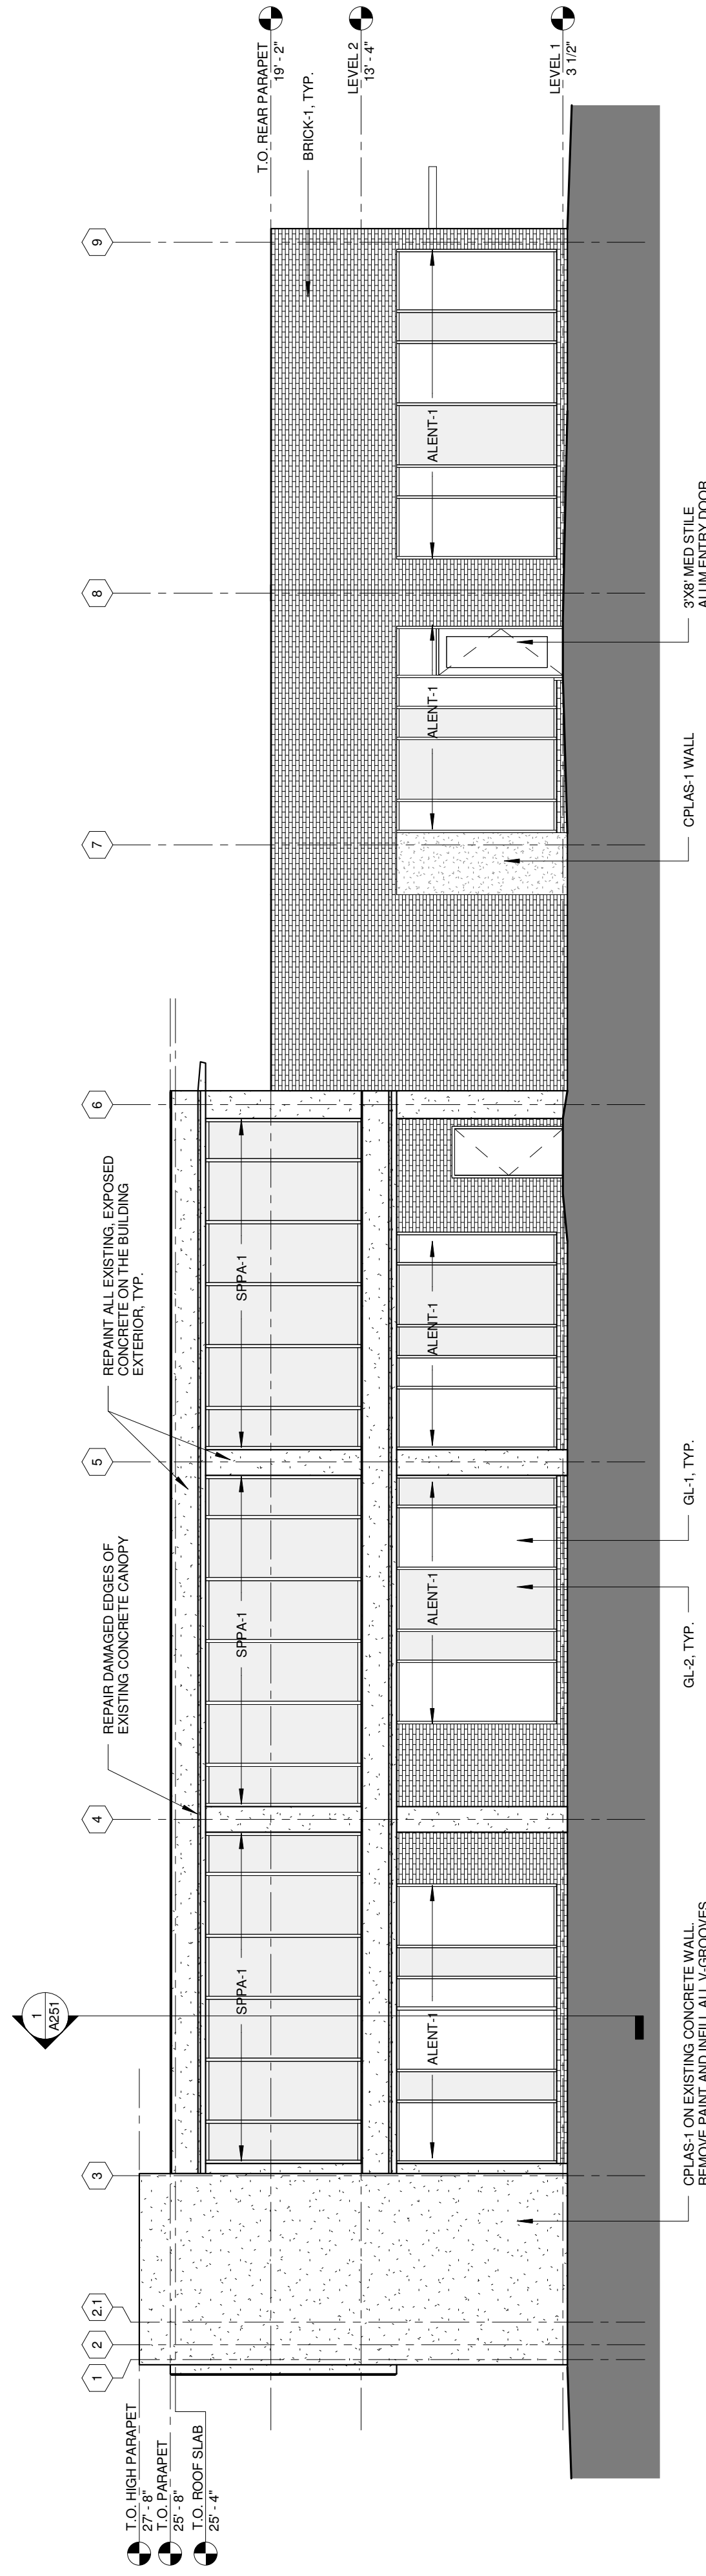 T.O. HIGH PARAPET
27' - 8"
T.O. PARAPET
25' - 8"
T.O. ROOF SLAB
25' - 4"
1
2
2.1
3
1
A251
4
5
6
7
8
9
REPAIR DAMAGED EDGES OF
EXISTING CONCRETE CANOPY
REPAINT ALL EXISTING, EXPOSED
CONCRETE ON THE BUILDING
EXTERIOR, TYP.
T.O. REAR PARAPET
19' - 2"
BRICK-1, TYP.
LEVEL 2
13' - 4"
LEVEL 1
3 1/2"
SPPA-1
SPPA-1
SPPA-1
ALENT-1
ALENT-1
ALENT-1
ALENT-1
ALENT-1
CPLAS-1 ON EXISTING CONCRETE WALL.
REMOVE PAINT AND INFILL ALL V-GROOVES
GL-2, TYP.
GL-1, TYP.
CPLAS-1 WALL
3'X8' MED STILE
ALUM ENTRY DOOR